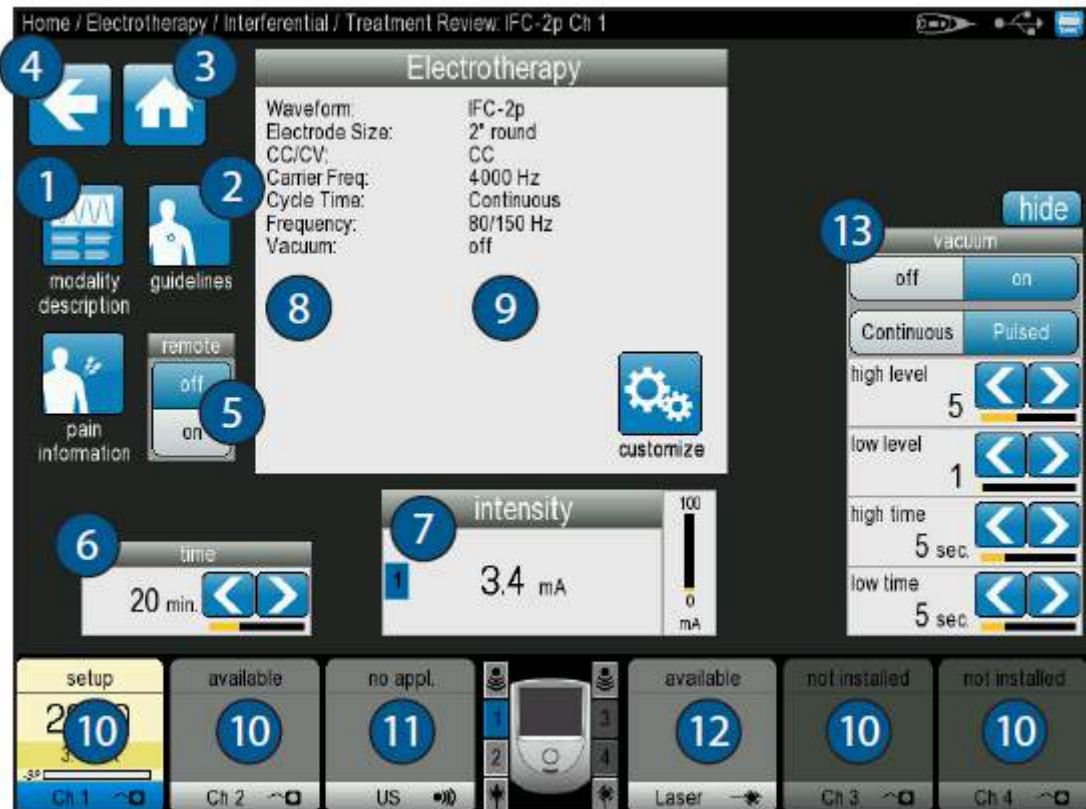 Home / Electrotherapy / Interferential / Treatment Review: IFC-2p Ch 1
4
3
Electrotherapy
Waveform: IFC-2p
Electrode Size: 2" round
CC/CV: CC
Carrier Freq: 4000 Hz
Cycle Time: Continuous
Frequency: 80/150 Hz
Vacuum: off
1
2
modality
description
guidelines
8
9
hide
13
vacuum
off on
Continuous Pulsed
high level
5
low level
1
high time
5 sec.
low time
5 sec.
remote
off
on
5
pain
information
customize
6
time
20 min.
7
intensity
1
3.4 mA
100
0
mA
setup
10
Ch 1
available
10
Ch 2
no appl.
11
US
1
2
3
4
available
12
Laser
not installed
10
Ch 3
not installed
10
Ch 4